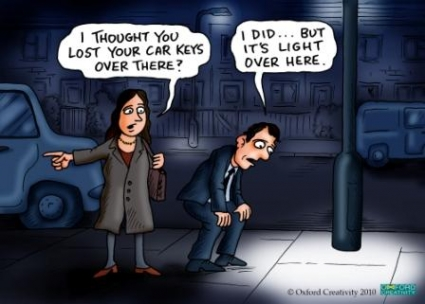 I THOUGHT YOU
LOST YOUR CAR KEYS
OVER THERE?
I DID... BUT
IT'S LIGHT
OVER HERE.
© Oxford Creativity 2010
OXFORD
CREATIVITY